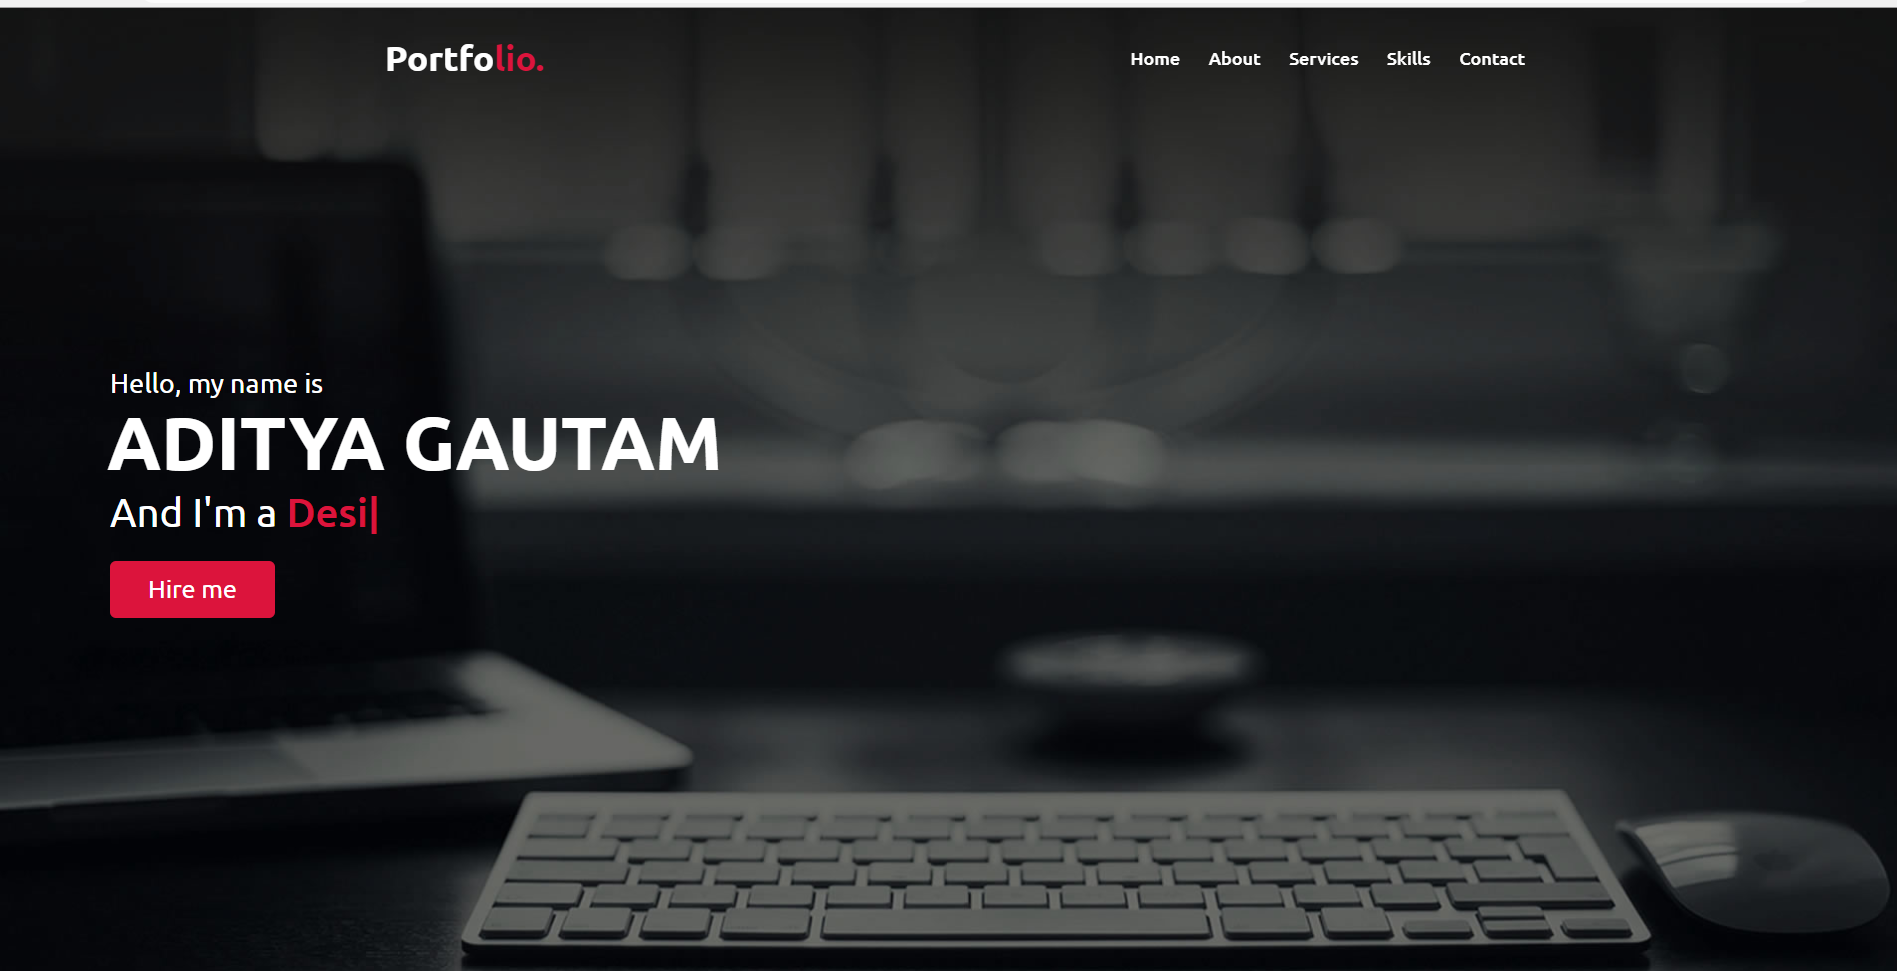 Portfolio.
Home About Services Skills Contact
Hello, my name is
ADITYA GAUTAM
And I'm a Desi|
Hire me